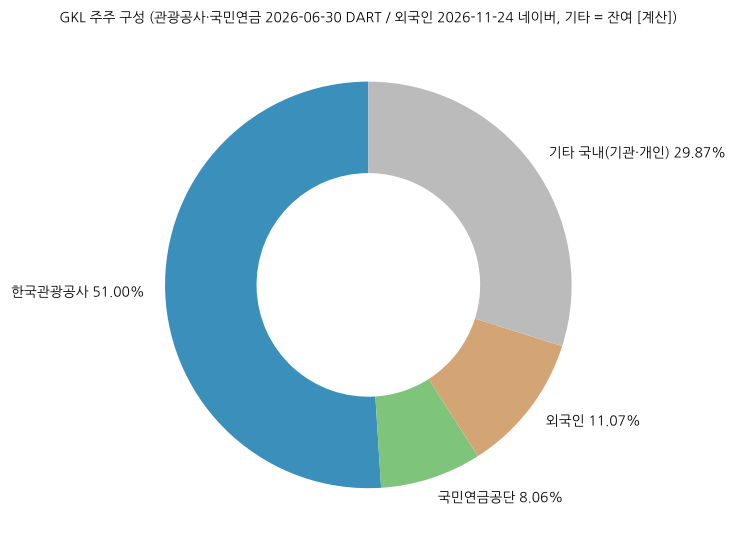 GKL 주주 구성 (관광공사·국민연금 2026-06-30 DART / 외국인 2026-11-24 네이버, 기타 = 잔여 [계산])
기타 국내(기관·개인) 29.87%
한국관광공사 51.00%
외국인 11.07%
국민연금공단 8.06%